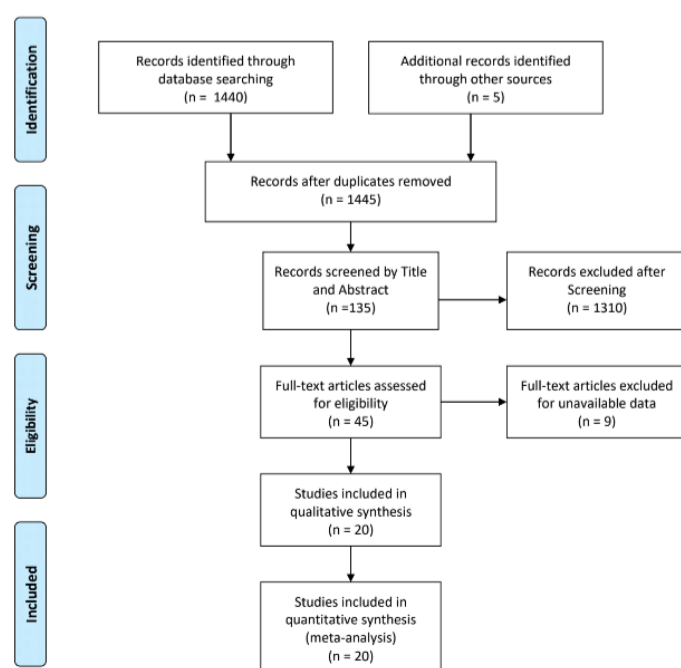 Identification
Records identified through
database searching
(n = 1440)
Additional records identified
through other sources
(n = 5)
Records after duplicates removed
(n = 1445)
Screening
Records screened by Title
and Abstract
(n =135)
Records excluded after
Screening
(n = 1310)
Eligibility
Full-text articles assessed
for eligibility
(n = 45)
Full-text articles excluded
for unavailable data
(n = 9)
Studies included in
qualitative synthesis
(n = 20)
Included
Studies included in
quantitative synthesis
(meta-analysis)
(n = 20)